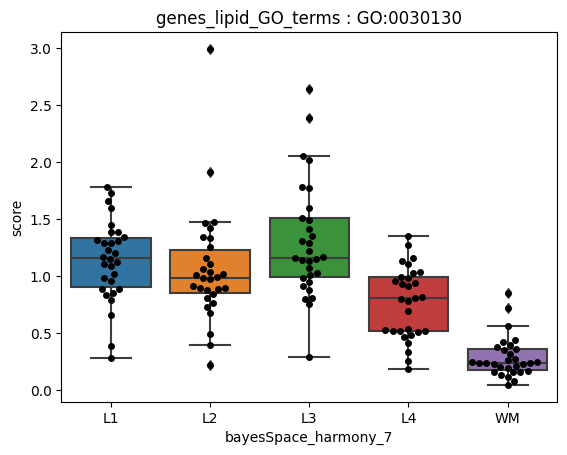 genes_lipid_GO_terms : GO:0030130
3.0
2.5
2.0
1.5
1.0
0.5
0.0
score
L1 L2 L3 L4 WM
bayesSpace_harmony_7